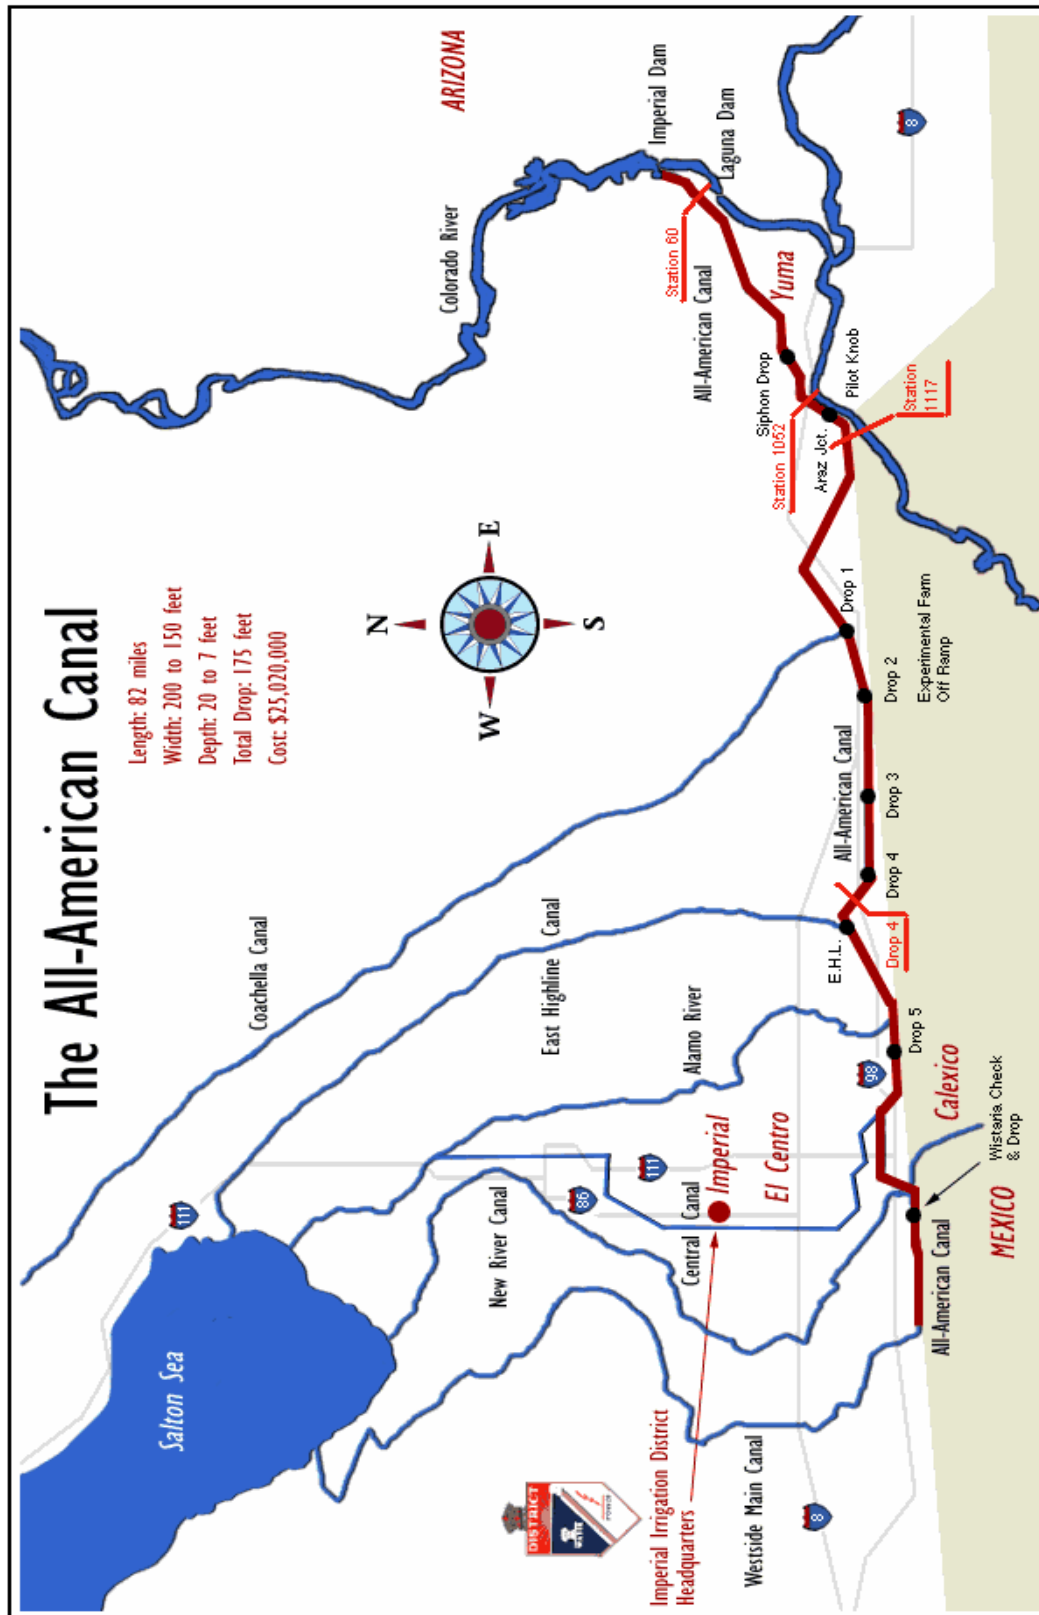 The All-American Canal
Length: 82 miles
Width: 200 to 150 feet
Depth: 20 to 7 feet
Total Drop: 175 feet
Cost: $25,020,000
N
W
E
S
ARIZONA
Colorado River
Imperial Dam
Laguna Dam
Station 60
All-American Canal
Yuma
8
Siphon Drop
Pilot Knob
Station 1052
Araz Jct.
Station
1117
Coachella Canal
East Highline Canal
Alamo River
Drop 1
Drop 2
Experimental Farm
Off Ramp
All-American Canal
Drop 3
Drop 4
Drop 4
E.H.L.
Drop 5
98
Calexico
Wistaria Check
& Drop
MEXICO
All-American Canal
111
Salton Sea
New River Canal
86
111
Central Canal
Imperial
El Centro
DISTRICT
WATER
POWER
Imperial Irrigation District
Headquarters
Westside Main Canal
8